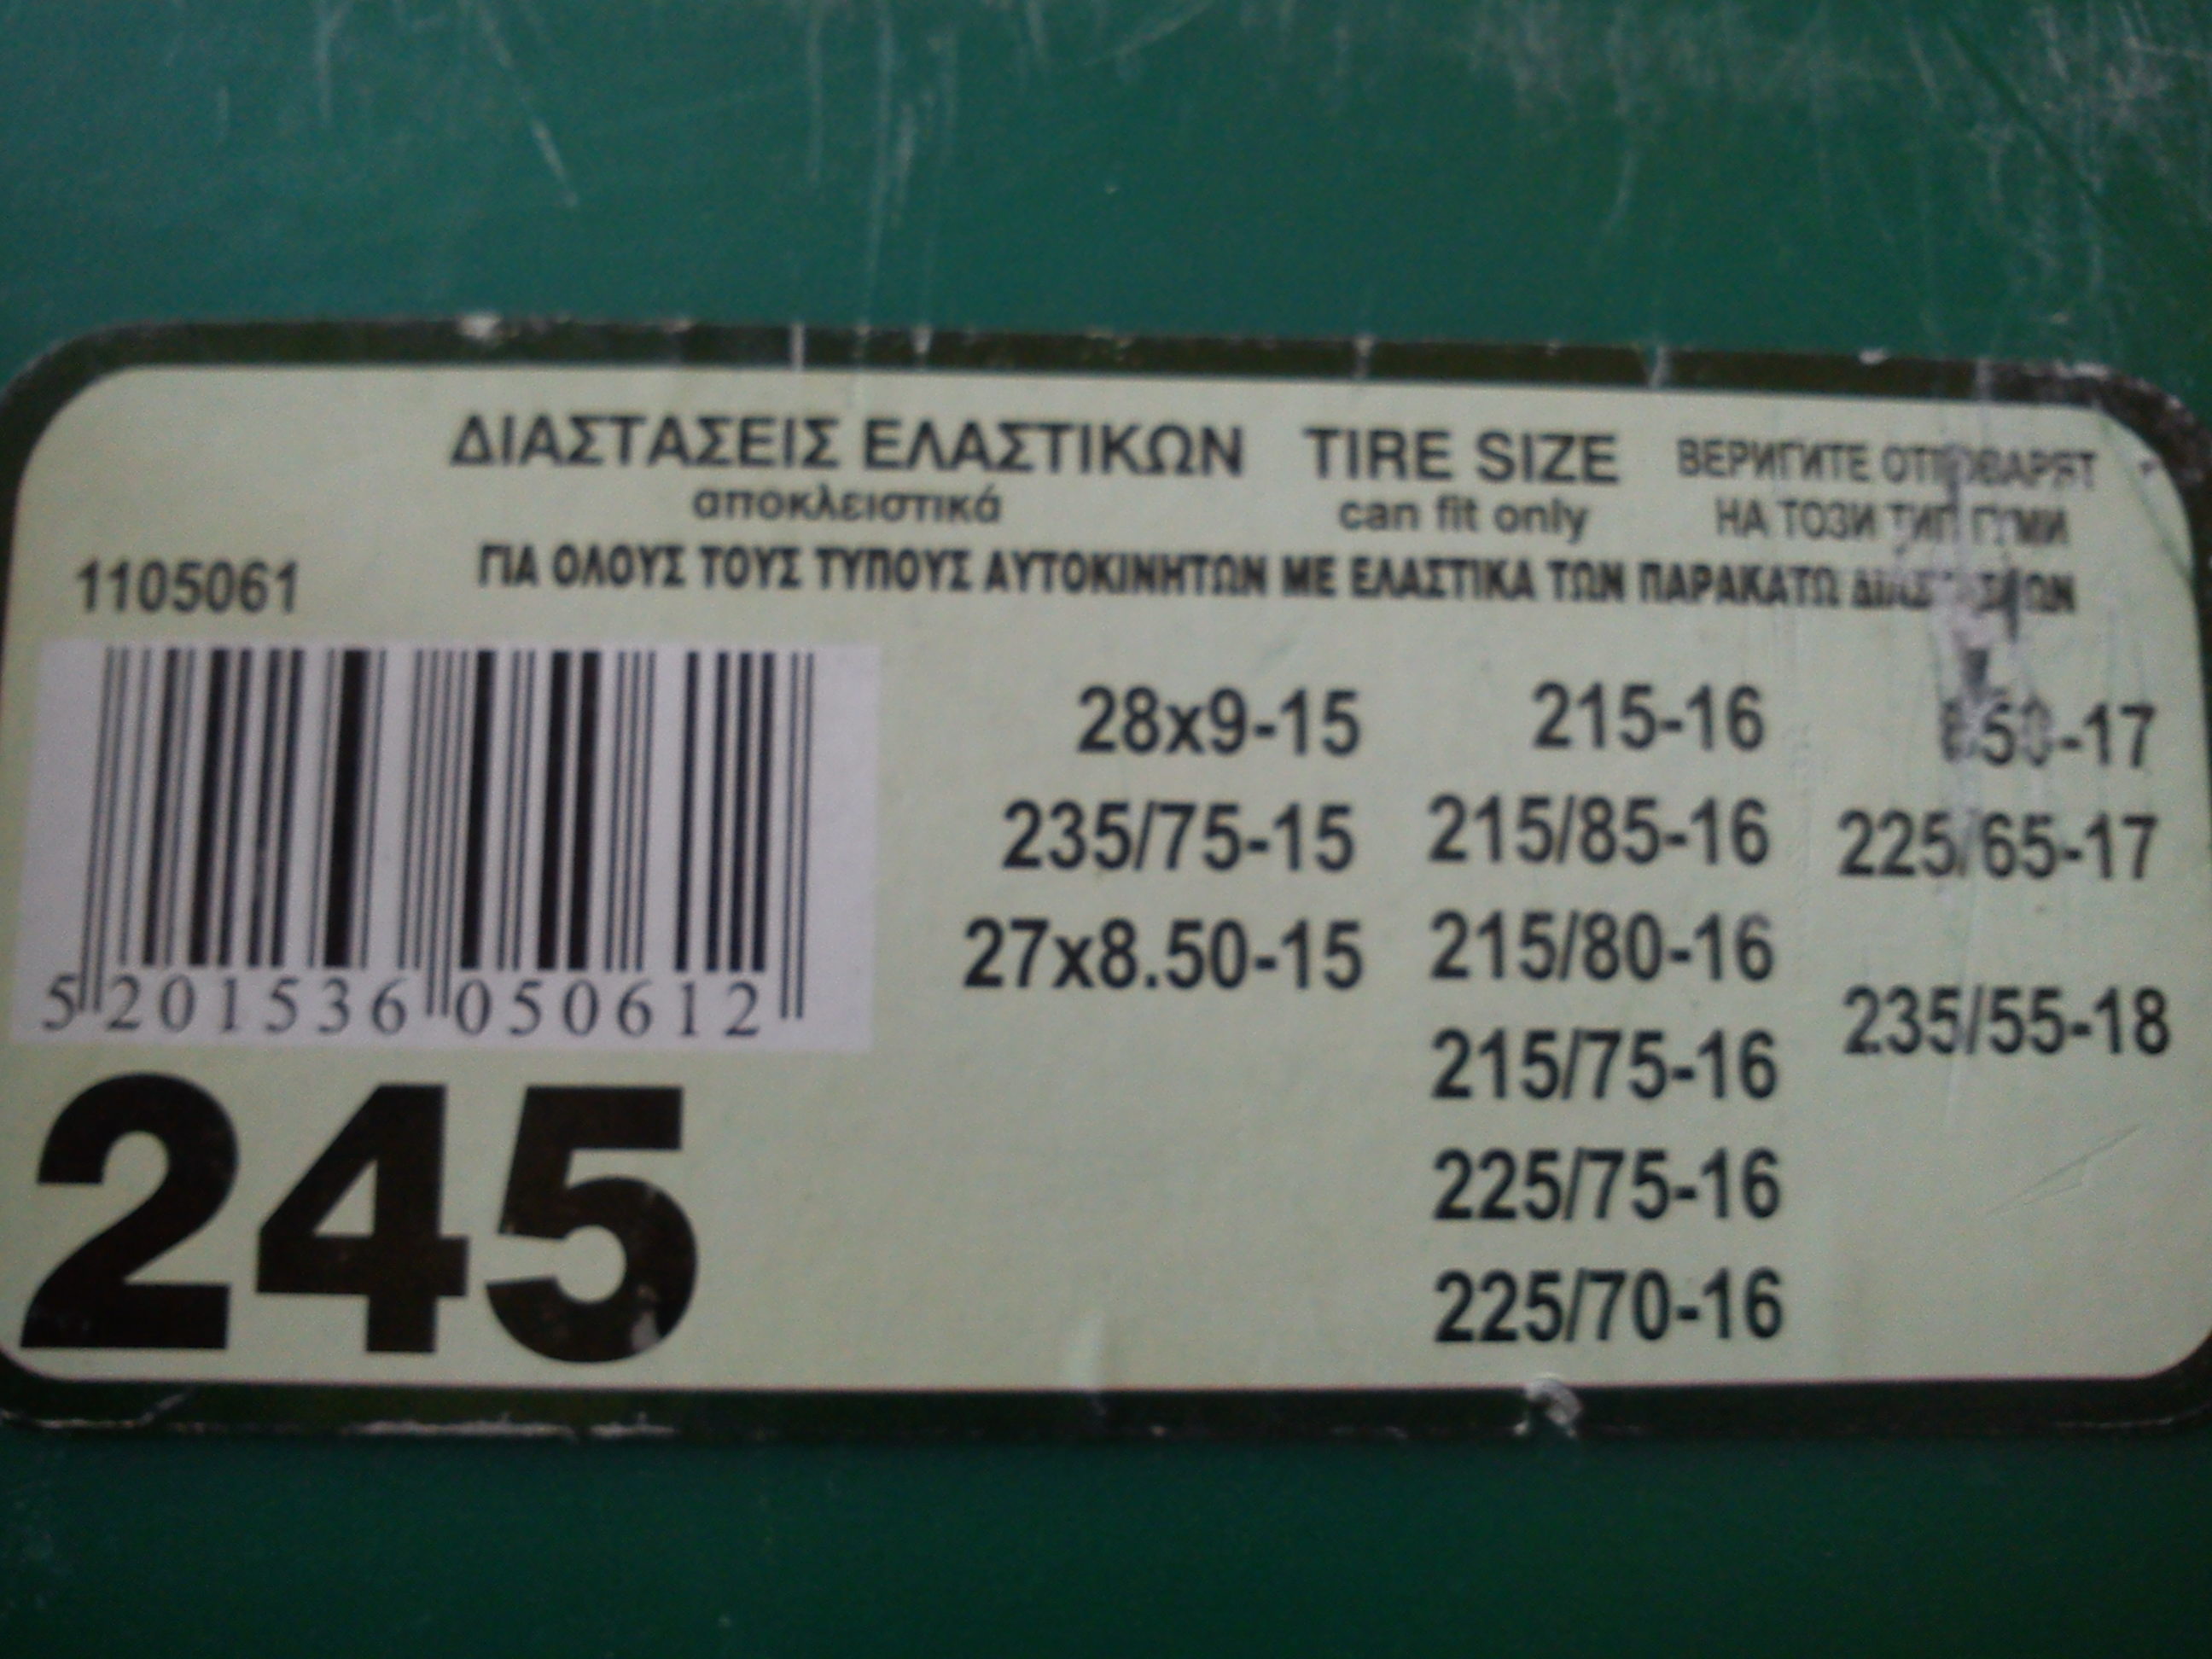 ΔΙΑΣΤΑΣΕΙΣ ΕΛΑΣΤΙΚΩΝ TIRE SIZE ВЕРИГИТЕ
αποκλειστικά can fit only НА ТОЗИ ТИП ГУМИ
ΓΙΑ ΟΛΟΥΣ ΤΟΥΣ ΤΥΠΟΥΣ ΑΥΤΟΚΙΝΗΤΩΝ ΜΕ ΕΛΑΣΤΙΚΑ ΤΩΝ ΠΑΡΑΚΑΤΩ
1105061
5 201536 050612
245
28x9-15
235/75-15
27x8.50-15
215-16
215/85-16
215/80-16
215/75-16
225/75-16
225/70-16
225/65-17
235/55-18